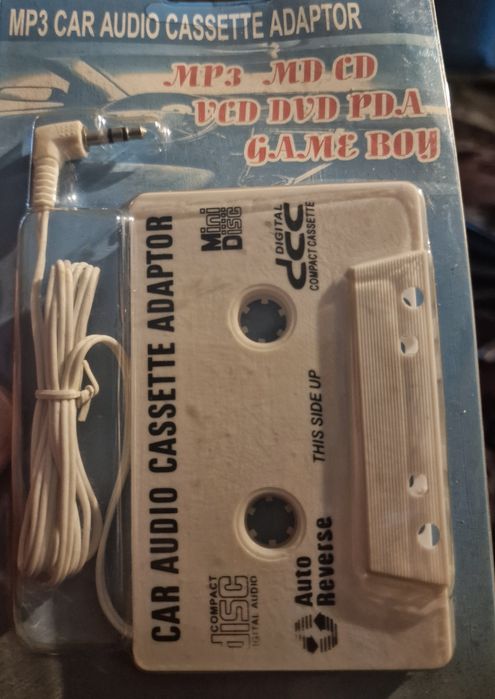 MP3 CAR AUDIO CASSETTE ADAPTOR
MP3 MD CD
VCD DVD PDA
GAME BOY
CAR AUDIO CASSETTE ADAPTOR
Mini
Disc
DIGITAL
dcc
COMPACT CASSETTE
THIS SIDE UP
COMPACT
disc
DIGITAL AUDIO
Auto
Reverse